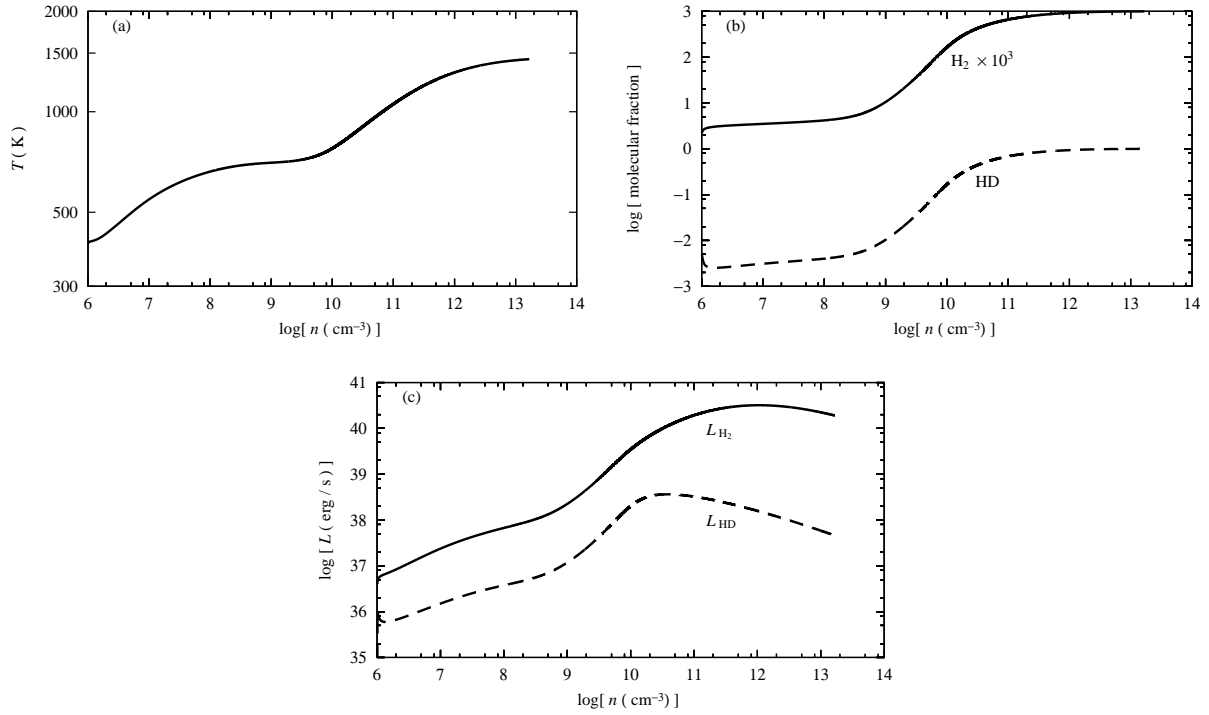 2000
1500
1000
500
300
T ( K )
(a)
6 7 8 9 10 11 12 13 14
log[ n ( cm⁻³) ]
3
2
1
0
−1
−2
−3
log [ molecular fraction ]
(b)
H₂ × 10³
HD
6 7 8 9 10 11 12 13 14
log[ n ( cm⁻³) ]
41
40
39
38
37
36
35
log [ L ( erg / s ) ]
(c)
L H₂
L HD
6 7 8 9 10 11 12 13 14
log[ n ( cm⁻³) ]